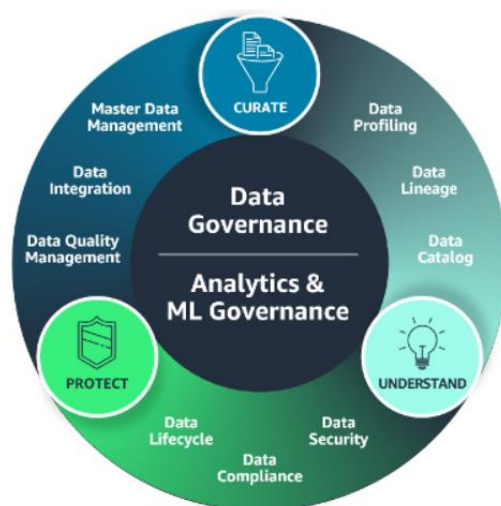 CURATE
Master Data
Management
Data
Profiling
Data
Integration
Data
Lineage
Data Quality
Management
Data
Catalog
Data
Governance
Analytics &
ML Governance
PROTECT
UNDERSTAND
Data
Lifecycle
Data
Security
Data
Compliance